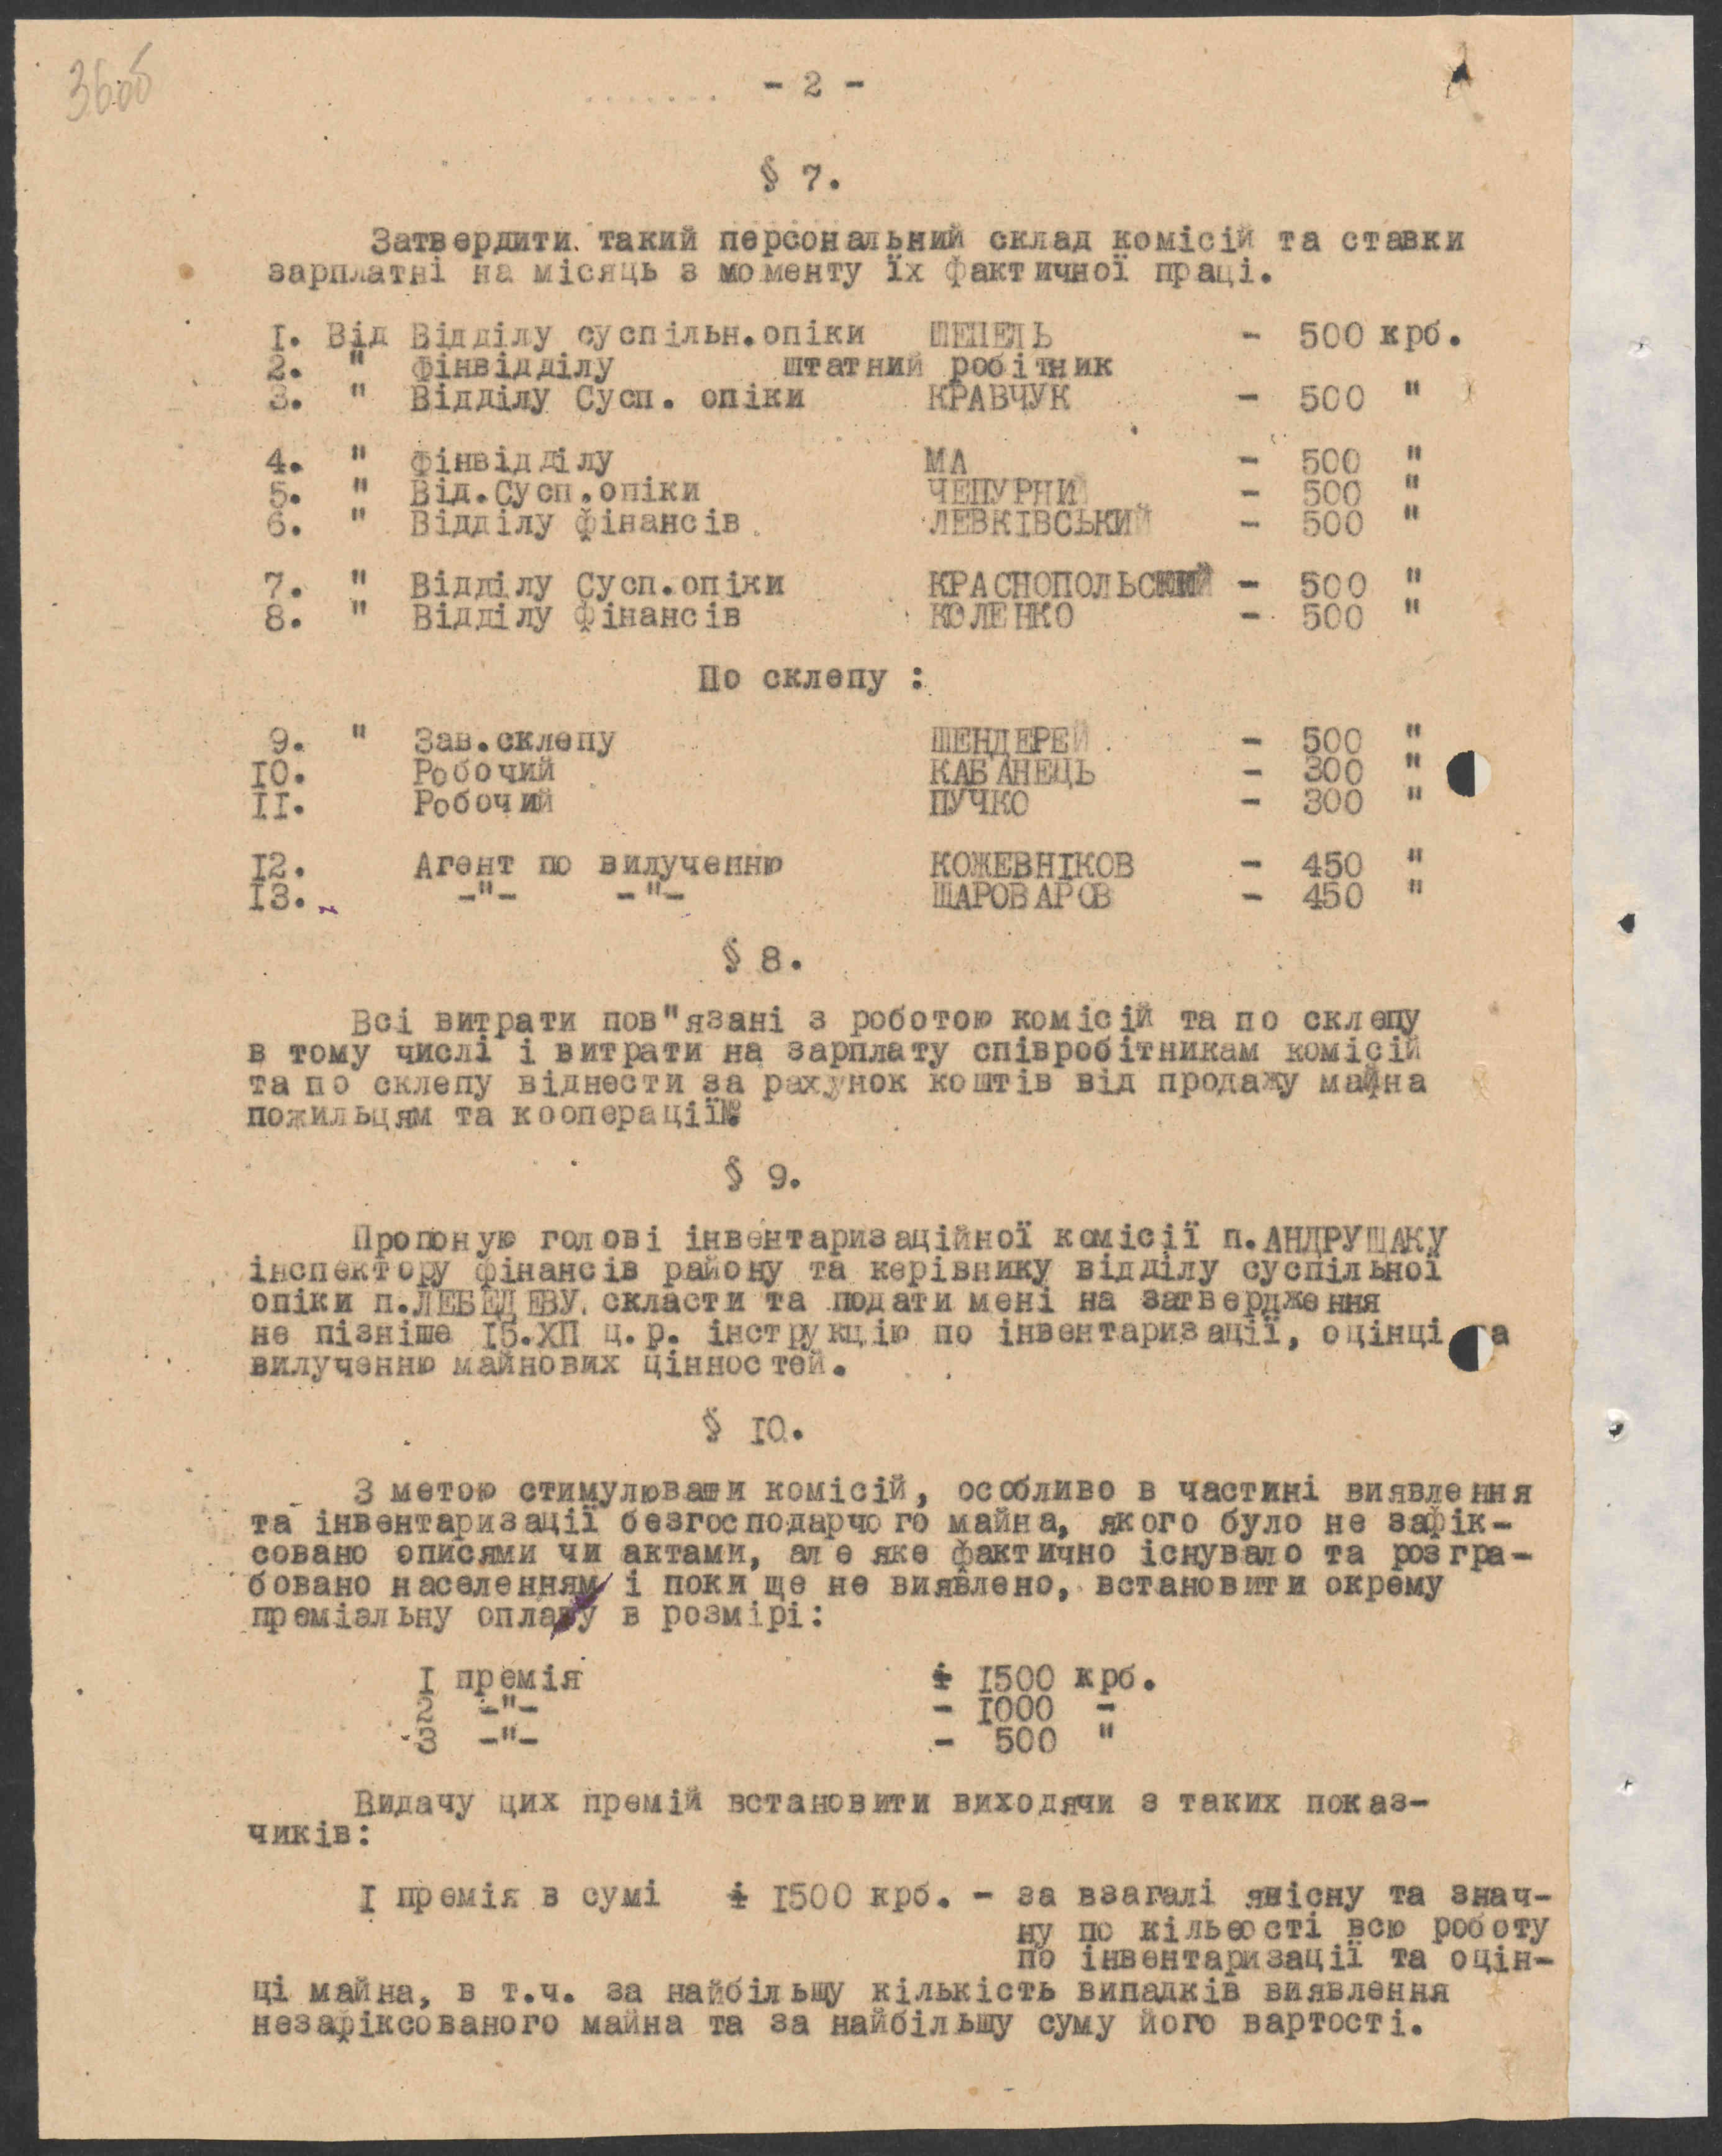 36об
- 2 -
§ 7.
Затвердити такий персональний склад комісій та ставки
зарплатні на місяць з моменту їх фактичної праці.
I. Від Відділу суспільн.опіки ШЕПЕЛЬ - 500 крб.
2. " фінвідділу штатний робітник
3. " Відділу Сусп. опіки КРАВЧУК - 500 "
4. " фінвідділу МА - 500 "
5. " Від.Сусп.опіки ЧЕПУРНИЙ - 500 "
6. " Відділу фінансів ЛЕВКІВСЬКИЙ - 500 "
7. " Відділу Сусп.опіки КРАСНОПОЛЬСКИЙ - 500 "
8. " Відділу Фінансів КОЛЕНКО - 500 "
По склепу :
9. " Зав.склепу ШЕНДЕРЕЙ - 500 "
IO. Робочий КАБАНЕЦЬ - 300 "
II. Робочий ПУЧКО - 300 "
I2. Агент по вилученню КОЖЕВНІКОВ - 450 "
I3. -"- -"- ШАРОВАРОВ - 450 "
§ 8.
Всі витрати пов"язані з роботою комісій та по склепу
в тому числі і витрати на зарплату співробітникам комісій
та по склепу віднести за рахунок коштів від продажу майна
пожильцям та кооперації.
§ 9.
Пропоную голові інвентаризаційної комісії п.АНДРУЩАКУ
інспектору фінансів району та керівнику відділу суспільної
опіки п.ЛЕБЕДЕВУ скласти та подати мені на затвердження
не пізніше I5.XII ц.р. інструкцію по інвентаризації, оцінці та
вилученню майнових цінностей.
§ IO.
З метою стимулювати комісій, особливо в частині виявлення
та інвентаризації безгосподарчого майна, якого було не зафік-
совано описями чи актами, але яке фактично існувало та розгра-
бовано населенням і поки ще не виявлено, встановити окрему
преміальну оплату в розмірі:
I премія - I500 крб.
2 -"- - I000 -
3 -"- - 500 "
Видачу цих премій встановити виходячи з таких показ-
чиків:
I премія в сумі - I500 крб. - за взагалі якісну та знач-
ну по кількості всю роботу
по інвентаризації та оцін-
ці майна, в т.ч. за найбільшу кількість випадків виявлення
незафіксованого майна та за найбільшу суму його вартості.